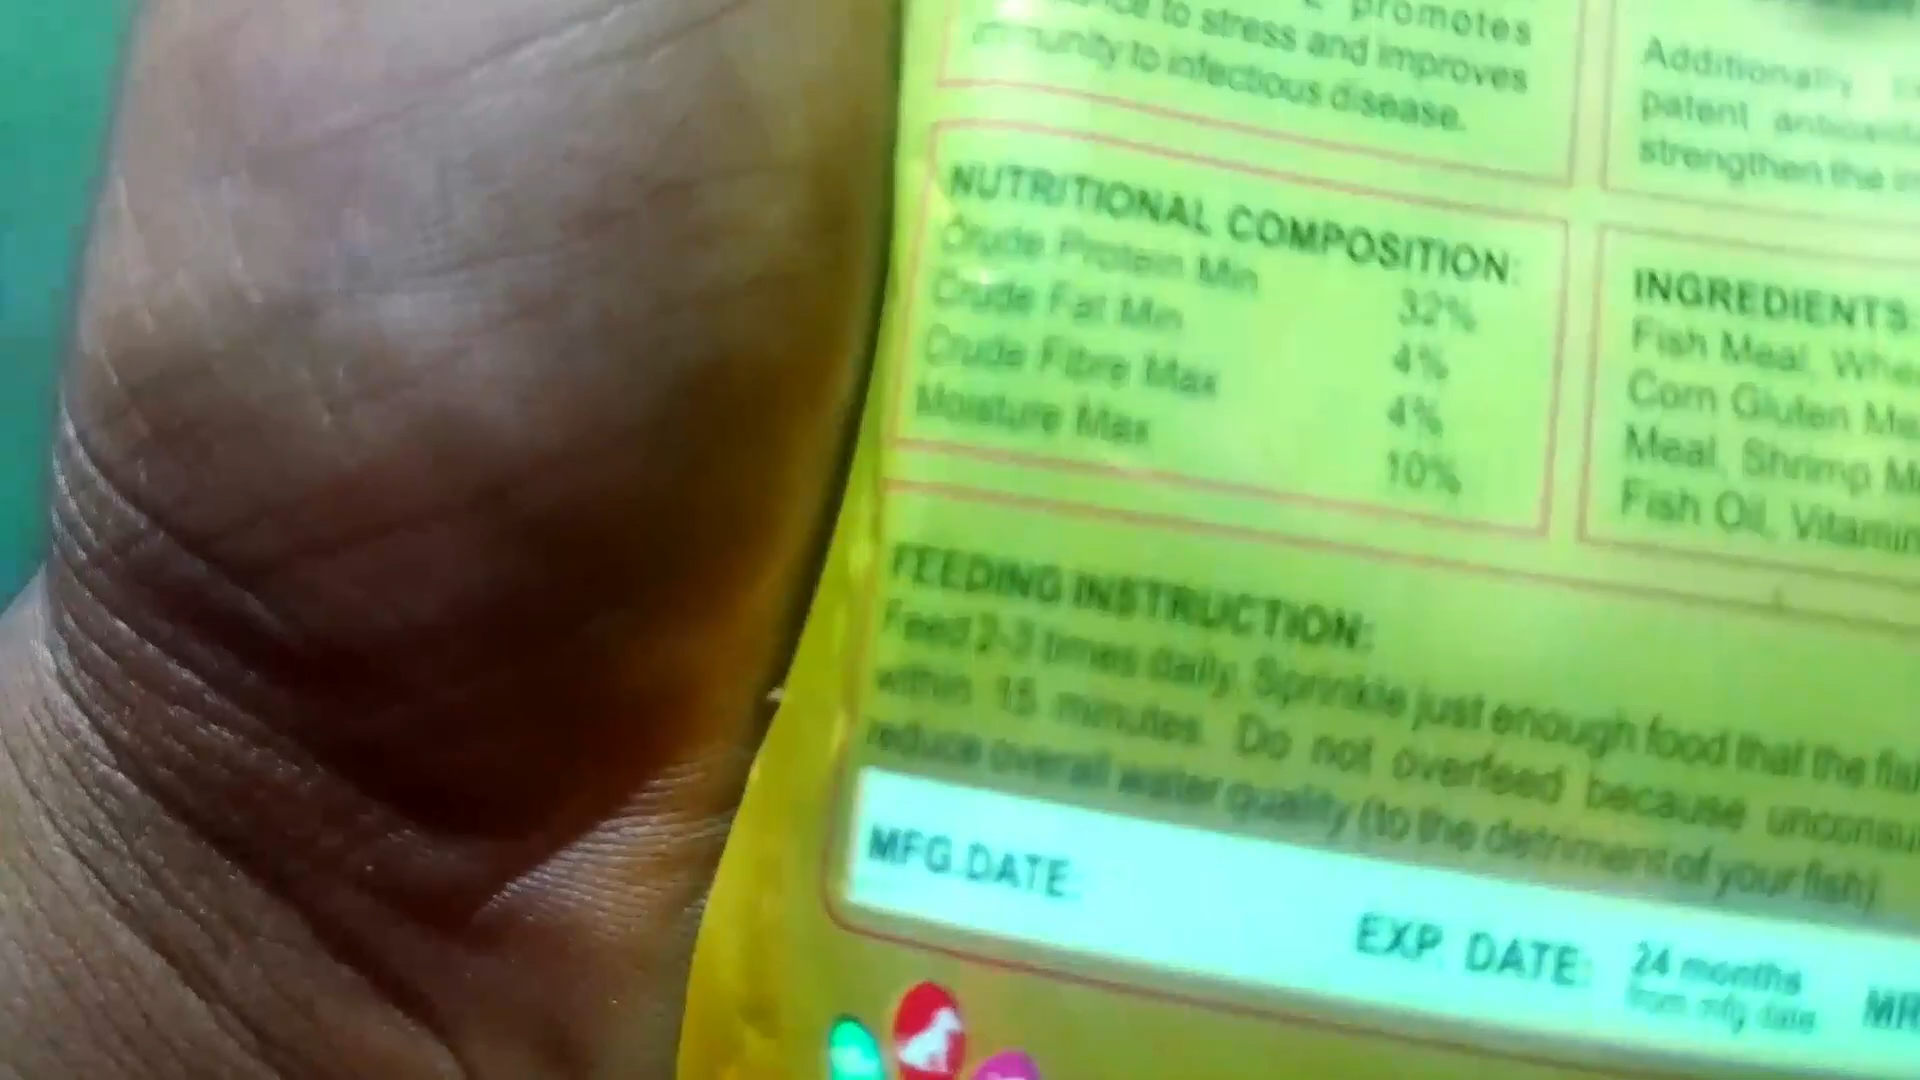 promotes
to stress and improves
immunity to infectious disease.
Additionally
patent
strengthen the
NUTRITIONAL COMPOSITION:
Crude Protein Min 32%
Crude Fat Min 4%
Crude Fibre Max 4%
Moisture Max 10%
INGREDIENTS:
Fish Meal,
Corn Gluten
Meal, Shrimp
Fish Oil, Vitamin
FEEDING INSTRUCTION:
Feed 2-3 times daily. Sprinkle just enough food that the fish
within 15 minutes. Do not overfeed because
reduce overall water quality (to the detriment of your fish)
MFG.DATE:
EXP. DATE: 24 months
from mfg date